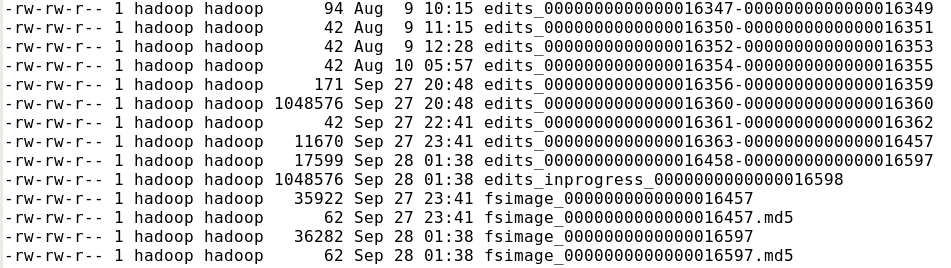 -rw-rw-r-- 1 hadoop hadoop      94 Aug  9 10:15 edits_0000000000000016347-0000000000000016349
-rw-rw-r-- 1 hadoop hadoop      42 Aug  9 11:15 edits_0000000000000016350-0000000000000016351
-rw-rw-r-- 1 hadoop hadoop      42 Aug  9 12:28 edits_0000000000000016352-0000000000000016353
-rw-rw-r-- 1 hadoop hadoop      42 Aug 10 05:57 edits_0000000000000016354-0000000000000016355
-rw-rw-r-- 1 hadoop hadoop     171 Sep 27 20:48 edits_0000000000000016356-0000000000000016359
-rw-rw-r-- 1 hadoop hadoop 1048576 Sep 27 20:48 edits_0000000000000016360-0000000000000016360
-rw-rw-r-- 1 hadoop hadoop      42 Sep 27 22:41 edits_0000000000000016361-0000000000000016362
-rw-rw-r-- 1 hadoop hadoop   11670 Sep 27 23:41 edits_0000000000000016363-0000000000000016457
-rw-rw-r-- 1 hadoop hadoop   17599 Sep 28 01:38 edits_0000000000000016458-0000000000000016597
-rw-rw-r-- 1 hadoop hadoop 1048576 Sep 28 01:38 edits_inprogress_0000000000000016598
-rw-rw-r-- 1 hadoop hadoop   35922 Sep 27 23:41 fsimage_0000000000000016457
-rw-rw-r-- 1 hadoop hadoop      62 Sep 27 23:41 fsimage_0000000000000016457.md5
-rw-rw-r-- 1 hadoop hadoop   36282 Sep 28 01:38 fsimage_0000000000000016597
-rw-rw-r-- 1 hadoop hadoop      62 Sep 28 01:38 fsimage_0000000000000016597.md5